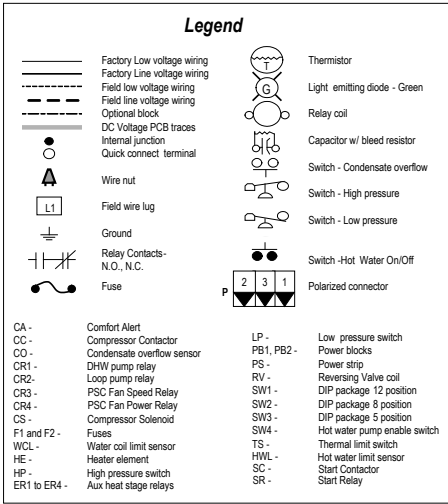 Legend
Factory Low voltage wiring
Factory Line voltage wiring
Field low voltage wiring
Field line voltage wiring
Optional block
DC Voltage PCB traces
Internal junction
Quick connect terminal
Wire nut
L1
Field wire lug
Ground
Relay Contacts-
N.O., N.C.
Fuse
T
Thermistor
G
Light emitting diode - Green
Relay coil
Capacitor w/ bleed resistor
Switch - Condensate overflow
Switch - High pressure
Switch - Low pressure
Switch -Hot Water On/Off
P
2 3 1
Polarized connector
CA - Comfort Alert
CC - Compressor Contactor
CO - Condensate overflow sensor
CR1 - DHW pump relay
CR2- Loop pump relay
CR3 - PSC Fan Speed Relay
CR4 - PSC Fan Power Relay
CS - Compressor Solenoid
F1 and F2 - Fuses
WCL - Water coil limit sensor
HE - Heater element
HP - High pressure switch
ER1 to ER4 - Aux heat stage relays
LP - Low pressure switch
PB1, PB2 - Power blocks
PS - Power strip
RV - Reversing Valve coil
SW1 - DIP package 12 position
SW2 - DIP package 8 position
SW3 - DIP package 5 position
SW4 - Hot water pump enable switch
TS - Thermal limit switch
HWL - Hot water limit sensor
SC - Start Contactor
SR - Start Relay